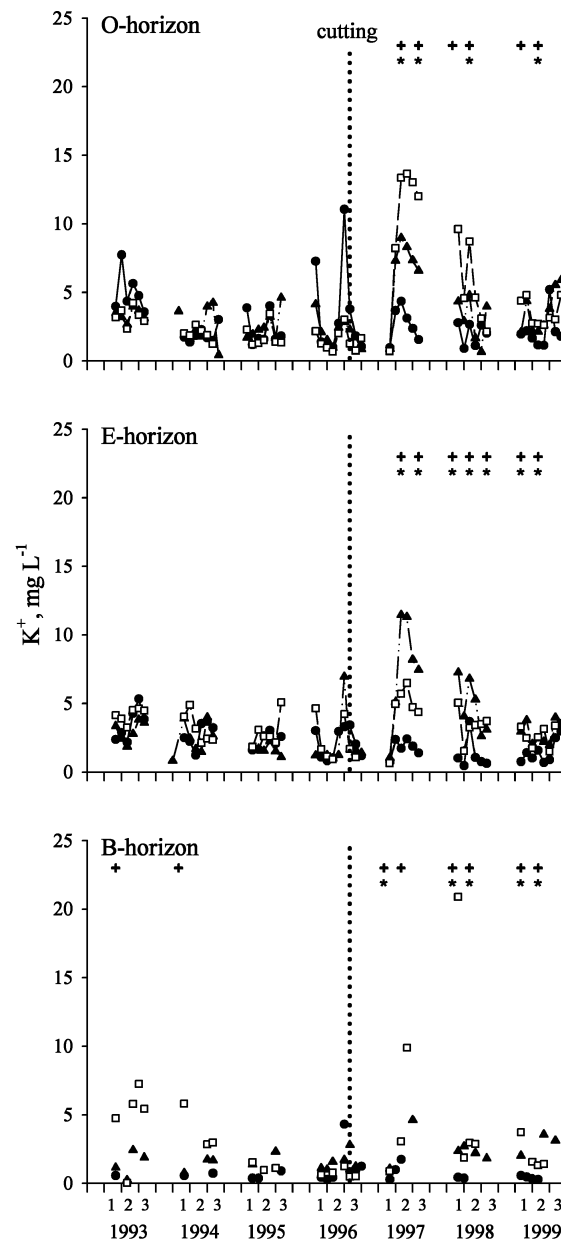 25
O-horizon
cutting
+ + + + +
* * * *
20
15
10
5
0
25
E-horizon
+ + + + + + +
* * * * * * *
20
15
K⁺, mg L⁻¹
10
5
0
25
B-horizon
+ + + + + + + +
* * * * *
20
15
10
5
0
1 2 3 1 2 3 1 2 3 1 2 3 1 2 3 1 2 3 1 2 3
1993 1994 1995 1996 1997 1998 1999